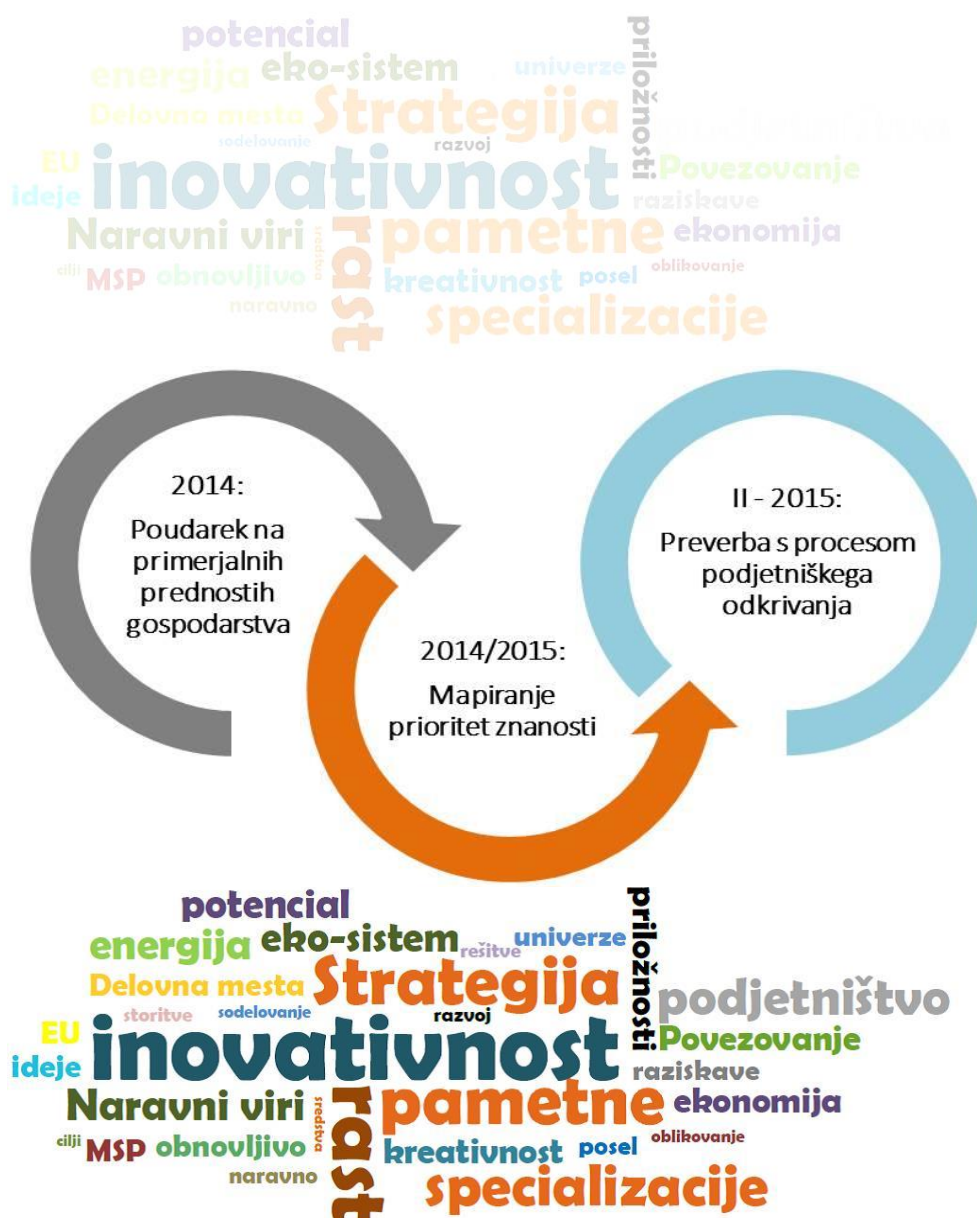 potencial
priložnosti
energija eko-sistem univerze
Delovna mesta Strategija
sodelovanje razvoj
EU inovativnost Povezovanje
ideje raziskave
Naravni viri rast pametne ekonomija
sredstva
cilji MSP obnovljivo kreativnost posel oblikovanje
naravno specializacije
2014:
Poudarek na
primerjalnih
prednostih
gospodarstva
2014/2015:
Mapiranje
prioritet znanosti
II - 2015:
Preverba s procesom
podjetniškega
odkrivanja
potencial
priložnosti
energija eko-sistem rešitve univerze
Delovna mesta Strategija podjetništvo
storitve sodelovanje razvoj
EU inovativnost Povezovanje
ideje raziskave
Naravni viri rast pametne ekonomija
sredstva
cilji MSP obnovljivo kreativnost posel oblikovanje
naravno specializacije